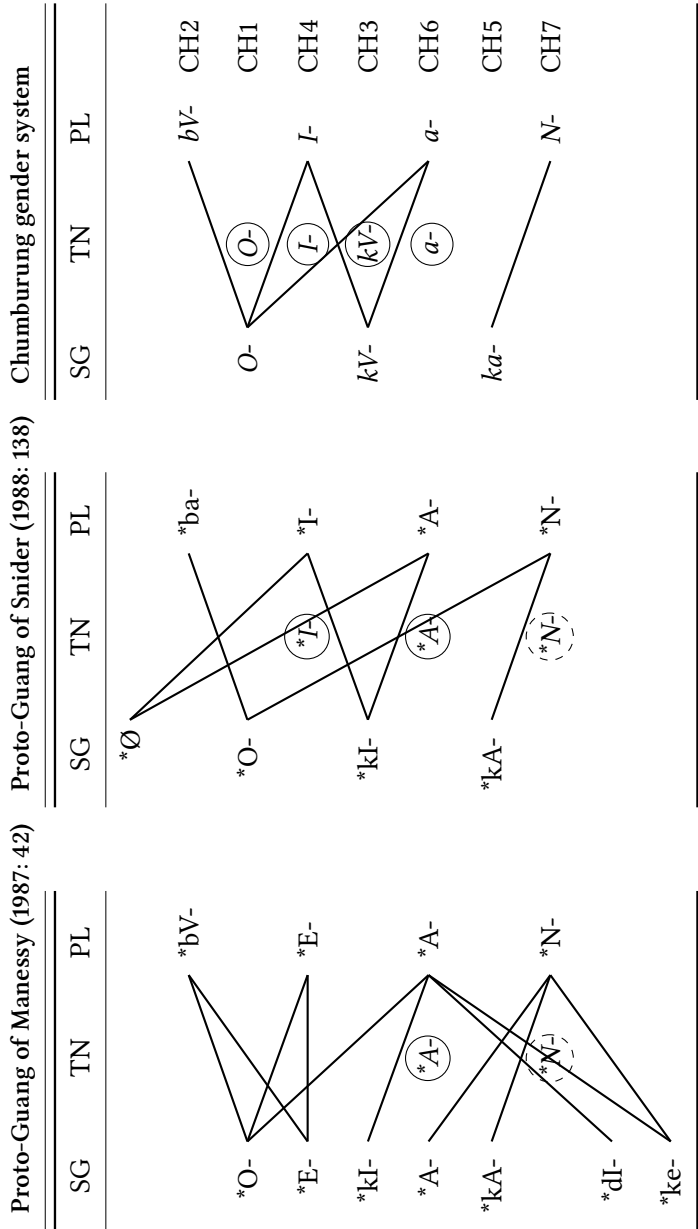 Proto-Guang of Manessy (1987: 42) Proto-Guang of Snider (1988: 138) Chumburung gender system
SG TN PL SG TN PL SG TN PL
*Ø
*bV- *ba- bV- CH2
*O- *O- O- O- CH1
*E- *E- *I- *I- I- I- CH4
*kI- *kI- kV- kV- CH3
*A- *A- *A- *A- *A- a- a- CH6
*kA- *kA- ka- CH5
*N- *N- *N- *N- N- CH7
*dI-
*ke-